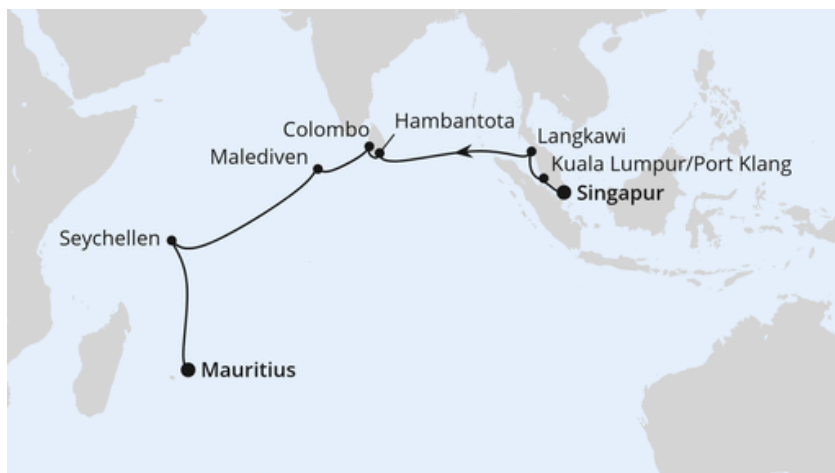 Hambantota
Colombo
Langkawi
Malediven
Kuala Lumpur/Port Klang
Singapur
Seychellen
Mauritius